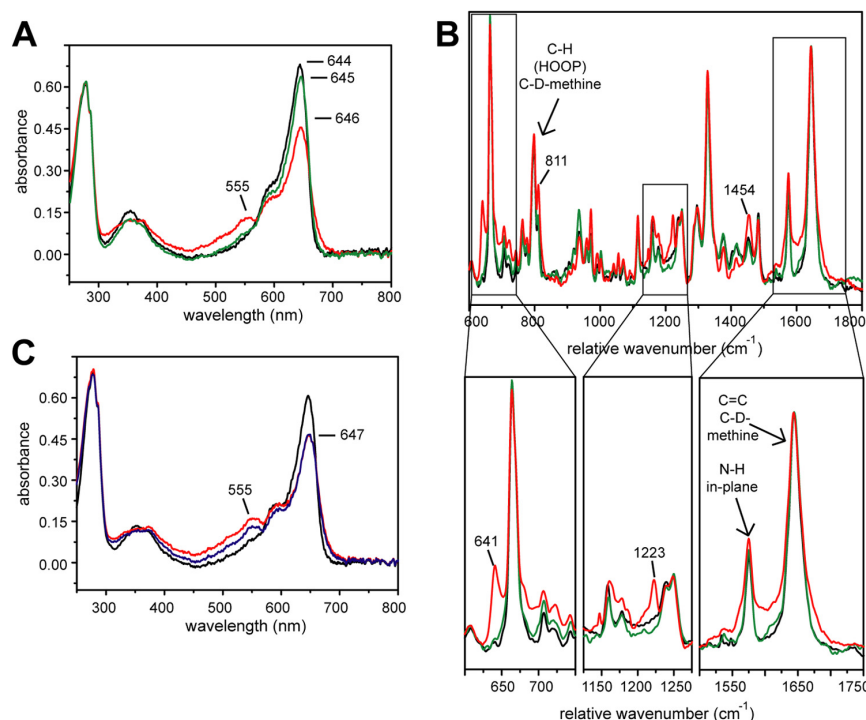 A
644
645
646
555
0.60
0.45
0.30
0.15
0.00
absorbance
300 400 500 600 700 800
wavelength (nm)
B
C-H
(HOOP)
C-D-methine
811
1454
600 800 1000 1200 1400 1600 1800
relative wavenumber (cm-1)
C
647
555
0.60
0.45
0.30
0.15
0.00
absorbance
300 400 500 600 700 800
wavelength (nm)
641
1223
C=C
C-D-
methine
N-H
in-plane
650 700 1150 1200 1250 1550 1650 1750
relative wavenumber (cm-1)